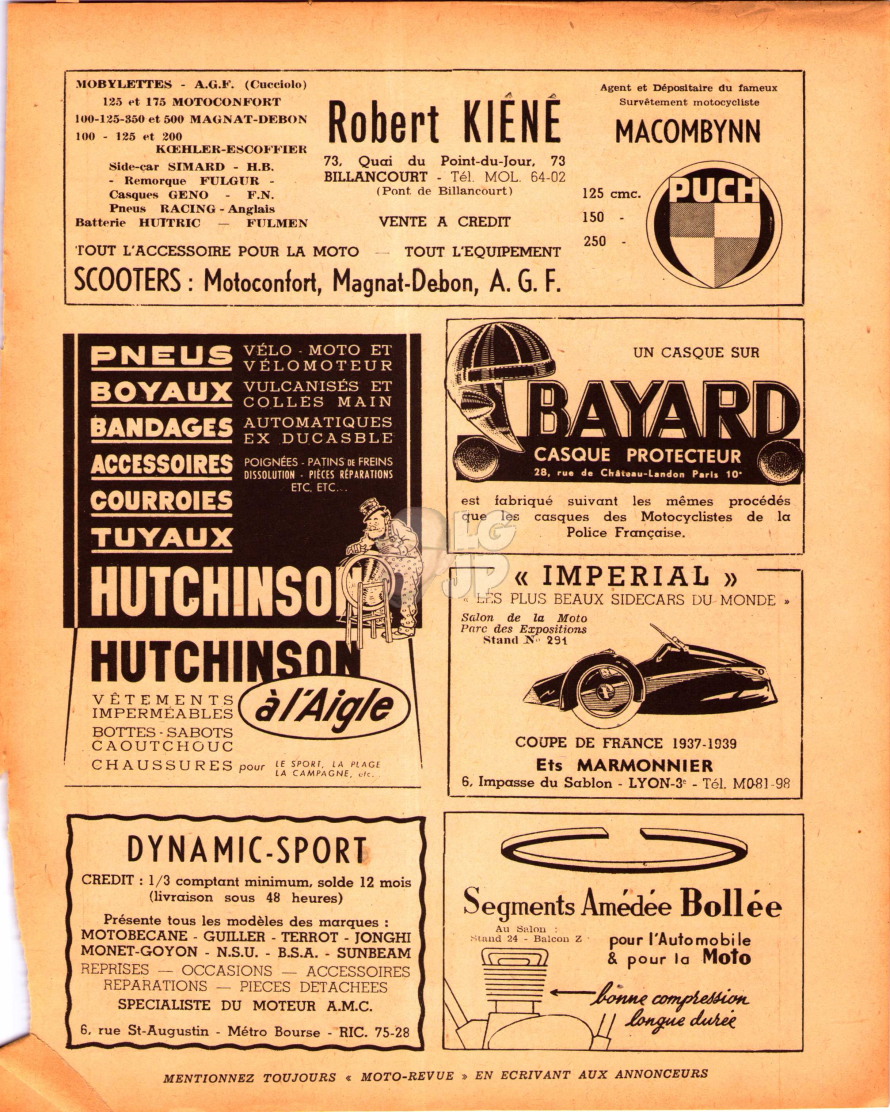 MOBYLETTES - A.G.F. (Cucciolo)
125 et 175 MOTOCONFORT
100-125-350 et 500 MAGNAT-DEBON
100 - 125 et 200
KŒHLER-ESCOFFIER
Side-car SIMARD - H.B.
- Remorque FULGUR -
Casques GENO - F.N.
Pneus RACING - Anglais
Batterie HUITRIC — FULMEN
Robert KIÉNÉ
73, Quai du Point-du-Jour, 73
BILLANCOURT - Tél. MOL. 64-02
(Pont de Billancourt)
VENTE A CREDIT
Agent et Dépositaire du fameux
Survêtement motocycliste
MACOMBYNN
125 cmc.
150 -
250 -
PUCH
TOUT L'ACCESSOIRE POUR LA MOTO — TOUT L'EQUIPEMENT
SCOOTERS : Motoconfort, Magnat-Debon, A. G. F.
PNEUS VÉLO - MOTO ET
VÉLOMOTEUR
BOYAUX VULCANISÉS ET
COLLÉS MAIN
BANDAGES AUTOMATIQUES
EX DUCASBLE
ACCESSOIRES POIGNÉES - PATINS DE FREINS
DISSOLUTION - PIÈCES RÉPARATIONS
ETC, ETC...
COURROIES
TUYAUX
HUTCHINSON
HUTCHINSON
à l'Aigle
VÊTEMENTS
IMPERMÉABLES
BOTTES - SABOTS
CAOUTCHOUC
CHAUSSURES pour LE SPORT, LA PLAGE
LA CAMPAGNE, etc.
UN CASQUE SUR
BAYARD
CASQUE PROTECTEUR
28, rue de Château-Landon Paris 10e
est fabriqué suivant les mêmes procédés
que les casques des Motocyclistes de la
Police Française.
LG
JP
« IMPERIAL »
« LES PLUS BEAUX SIDECARS DU MONDE »
Salon de la Moto
Parc des Expositions
Stand N° 291
COUPE DE FRANCE 1937-1939
Ets MARMONNIER
6, Impasse du Sablon - LYON-3e - Tél. MO-81-98
DYNAMIC-SPORT
CREDIT : 1/3 comptant minimum, solde 12 mois
(livraison sous 48 heures)
Présente tous les modèles des marques :
MOTOBECANE - GUILLER - TERROT - JONGHI
MONET-GOYON - N.S.U. - B.S.A. - SUNBEAM
REPRISES — OCCASIONS — ACCESSOIRES
REPARATIONS — PIECES DETACHEES
SPECIALISTE DU MOTEUR A.M.C.
6, rue St-Augustin - Métro Bourse - RIC. 75-28
Segments Amédée Bollée
Au Salon :
Stand 24 - Balcon Z
pour l'Automobile
& pour la Moto
bonne compression
longue durée
MENTIONNEZ TOUJOURS « MOTO-REVUE » EN ECRIVANT AUX ANNONCEURS